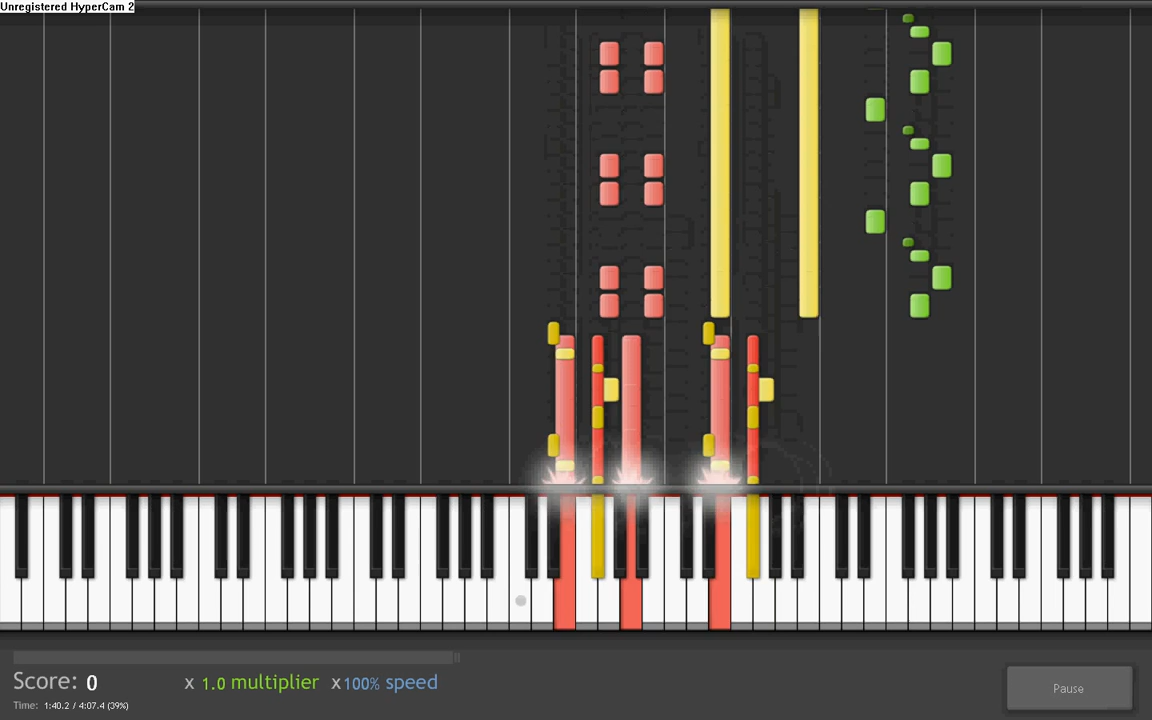 Unregistered HyperCam 2
Score: 0 x 1.0 multiplier x100% speed
Pause
Time: 1:40.2 / 4:07.4 (39%)